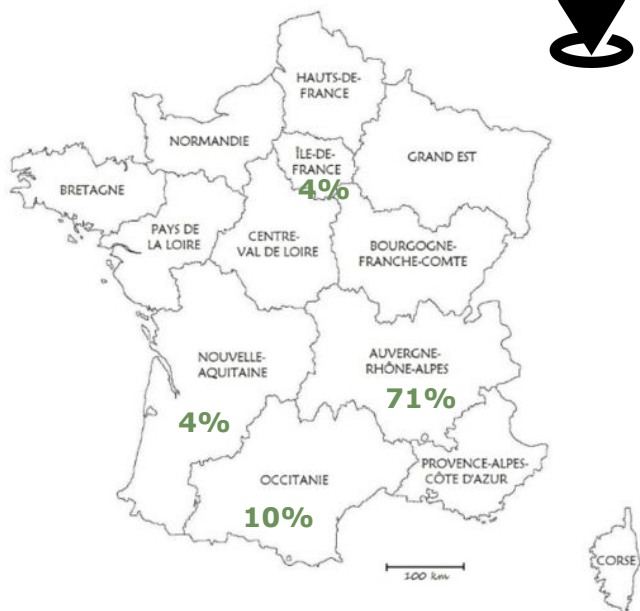 HAUTS-DE-
FRANCE
NORMANDIE
ÎLE-DE-
FRANCE
4%
GRAND EST
BRETAGNE
PAYS DE
LA LOIRE
CENTRE-
VAL DE LOIRE
BOURGOGNE-
FRANCHE-COMTE
NOUVELLE-
AQUITAINE
4%
AUVERGNE-
RHÔNE-ALPES
71%
OCCITANIE
10%
PROVENCE-ALPES-
CÔTE D'AZUR
CORSE
100 km